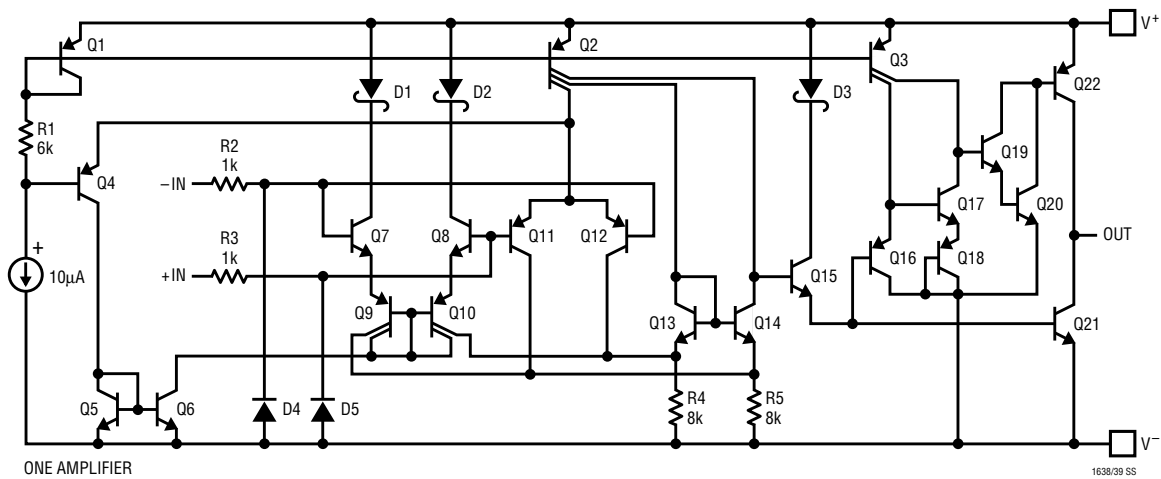 V+
Q1
Q2
Q3
Q22
D1
D2
D3
R1
6k
R2
1k
Q19
Q4
–IN
Q17
Q20
Q7
Q8
Q11
Q12
OUT
R3
1k
+
10µA
+IN
Q15
Q16
Q18
Q9
Q10
Q13
Q14
Q21
Q5
Q6
D4
D5
R4
8k
R5
8k
V–
ONE AMPLIFIER
1638/39 SS